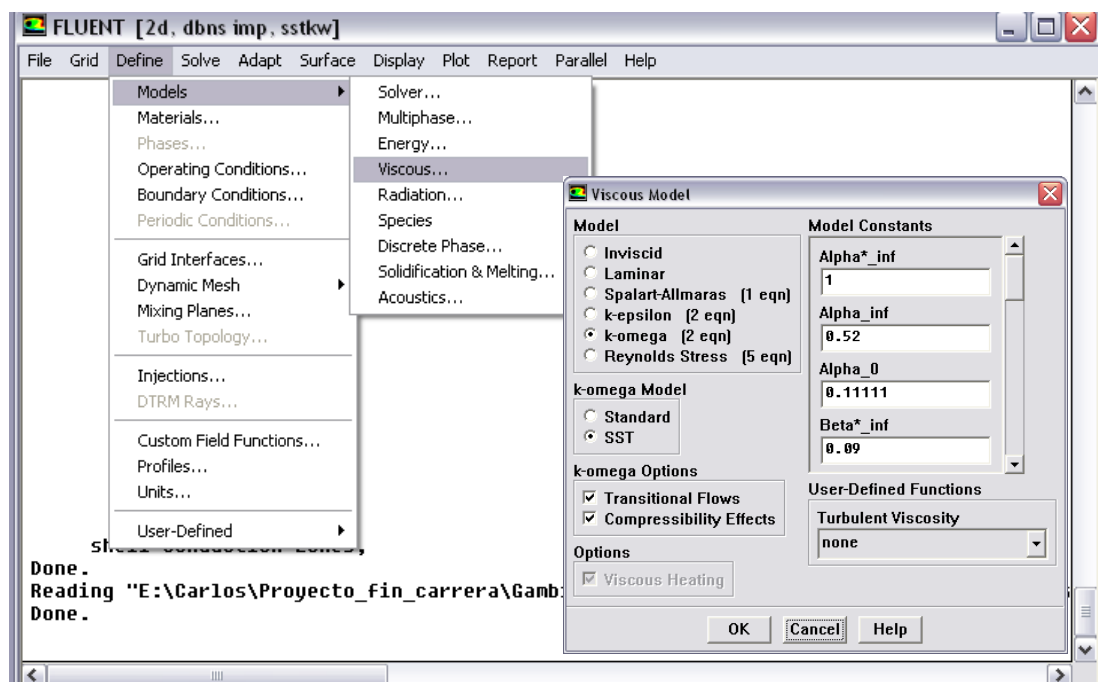 FLUENT [2d, dbns imp, sstkw]
File Grid Define Solve Adapt Surface Display Plot Report Parallel Help
Models
Materials...
Phases...
Operating Conditions...
Boundary Conditions...
Periodic Conditions...
Grid Interfaces...
Dynamic Mesh
Mixing Planes...
Turbo Topology...
Injections...
DTRM Rays...
Custom Field Functions...
Profiles...
Units...
User-Defined
Solver...
Multiphase...
Energy...
Viscous...
Radiation...
Species
Discrete Phase...
Solidification & Melting...
Acoustics...
Viscous Model
Model
Inviscid
Laminar
Spalart-Allmaras (1 eqn)
k-epsilon (2 eqn)
k-omega (2 eqn)
Reynolds Stress (5 eqn)
k-omega Model
Standard
SST
k-omega Options
Transitional Flows
Compressibility Effects
Options
Viscous Heating
Model Constants
Alpha*_inf
1
Alpha_inf
0.52
Alpha_0
0.11111
Beta*_inf
0.09
User-Defined Functions
Turbulent Viscosity
none
OK Cancel Help
shell conduction zones,
Done.
Reading "E:\Carlos\Proyecto_fin_carrera\Gamb
Done.